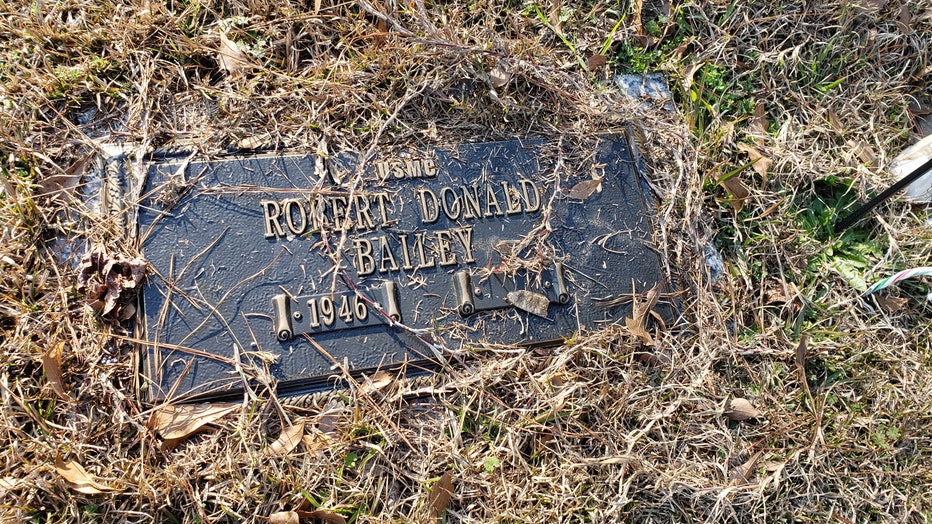 USMC
ROBERT DONALD
BAILEY
1946